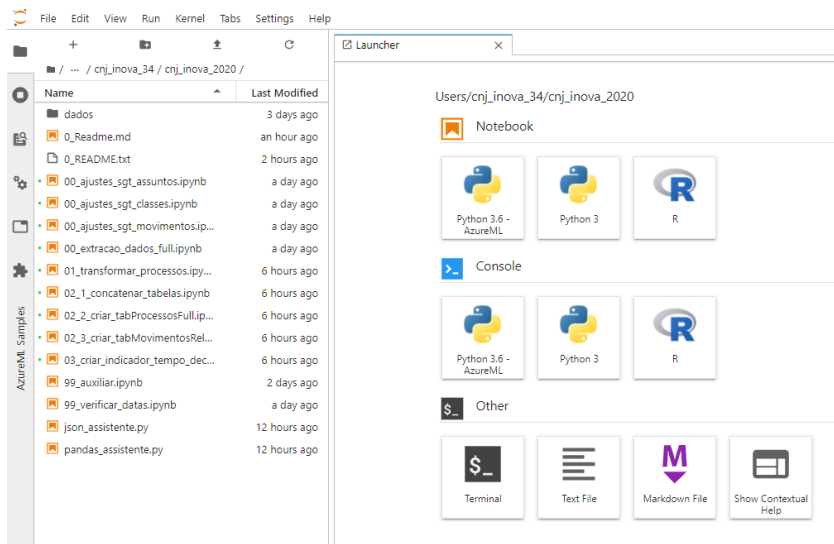 File Edit View Run Kernel Tabs Settings Help
Launcher
/ ··· / cnj_inova_34 / cnj_inova_2020 /
Name Last Modified
dados 3 days ago
0_Readme.md an hour ago
0_README.txt 2 hours ago
00_ajustes_sgt_assuntos.ipynb a day ago
00_ajustes_sgt_classes.ipynb a day ago
00_ajustes_sgt_movimentos.ip... a day ago
00_extracao_dados_full.ipynb a day ago
01_transformar_processos.ipy... 6 hours ago
02_1_concatenar_tabelas.ipynb 6 hours ago
02_2_criar_tabProcessosFull.ip... 6 hours ago
02_3_criar_tabMovimentosRel... 6 hours ago
03_criar_indicador_tempo_dec... 6 hours ago
99_auxiliar.ipynb 2 days ago
99_verificar_datas.ipynb a day ago
json_assistente.py 12 hours ago
pandas_assistente.py 12 hours ago
AzureML Samples
Users/cnj_inova_34/cnj_inova_2020
Notebook
Python 3.6 -
AzureML
Python 3
R
Console
Python 3.6 -
AzureML
Python 3
R
$_ Other
$_
Terminal
Text File
M
Markdown File
Show Contextual
Help